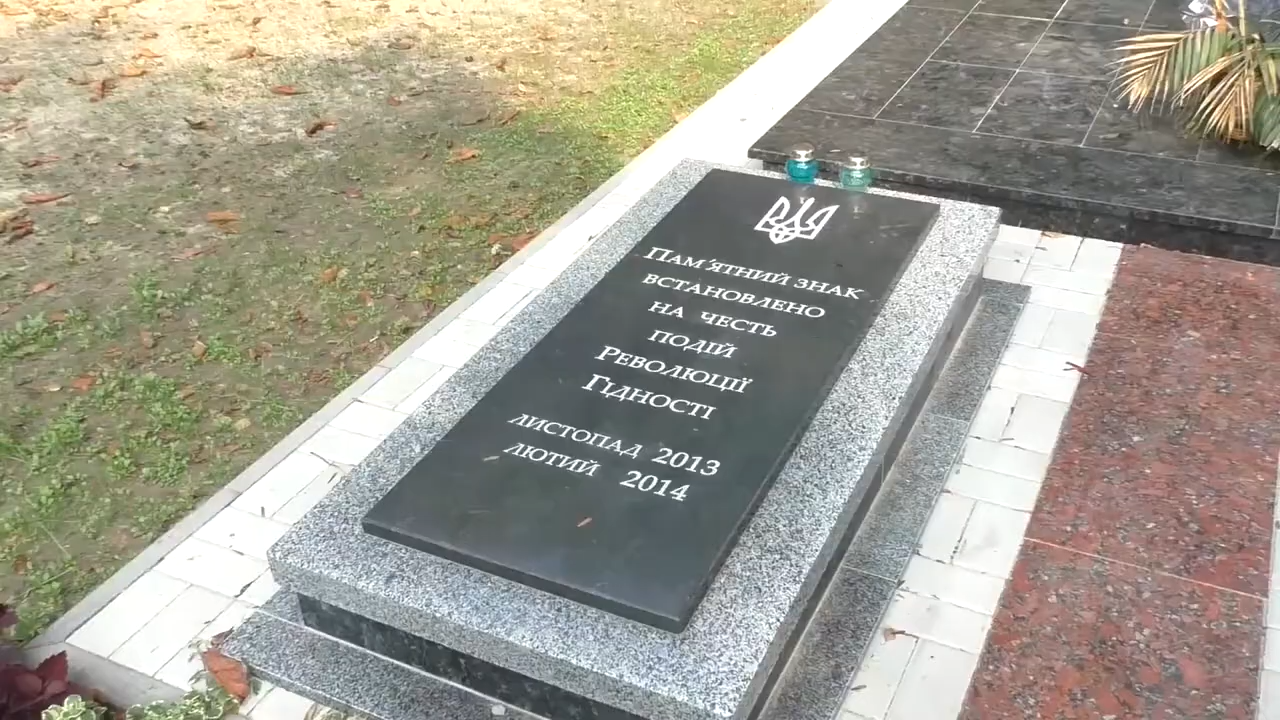 Пам'ятний знак
встановлено
на честь
подій
Революції
Гідності
листопад 2013
лютий 2014